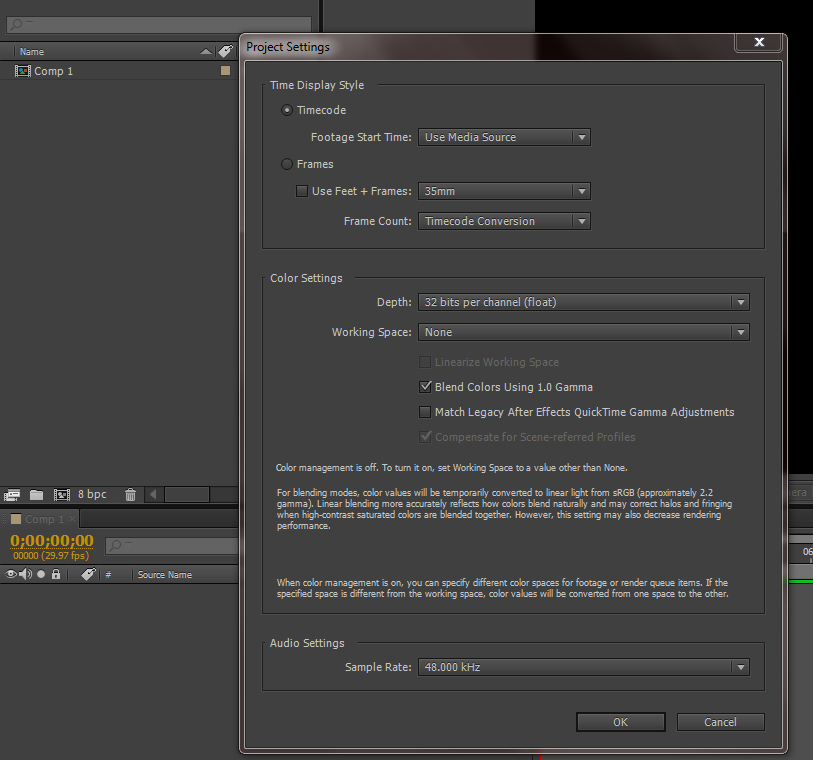 Project Settings
Name
Comp 1
Time Display Style
Timecode
Footage Start Time: Use Media Source
Frames
Use Feet + Frames: 35mm
Frame Count: Timecode Conversion
Color Settings
Depth: 32 bits per channel (float)
Working Space: None
Linearize Working Space
Blend Colors Using 1.0 Gamma
Match Legacy After Effects QuickTime Gamma Adjustments
Compensate for Scene-referred Profiles
Color management is off. To turn it on, set Working Space to a value other than None.
For blending modes, color values will be temporarily converted to linear light from sRGB (approximately 2.2
gamma). Linear blending more accurately reflects how colors blend naturally and may correct halos and fringing
when high-contrast saturated colors are blended together. However, this setting may also decrease rendering
performance.
When color management is on, you can specify different color spaces for footage or render queue items. If the
specified space is different from the working space, color values will be converted from one space to the other.
Audio Settings
Sample Rate: 48.000 kHz
OK
Cancel
8 bpc
Comp 1
0;00;00;00
00000 (29.97 fps)
#
Source Name
era
06